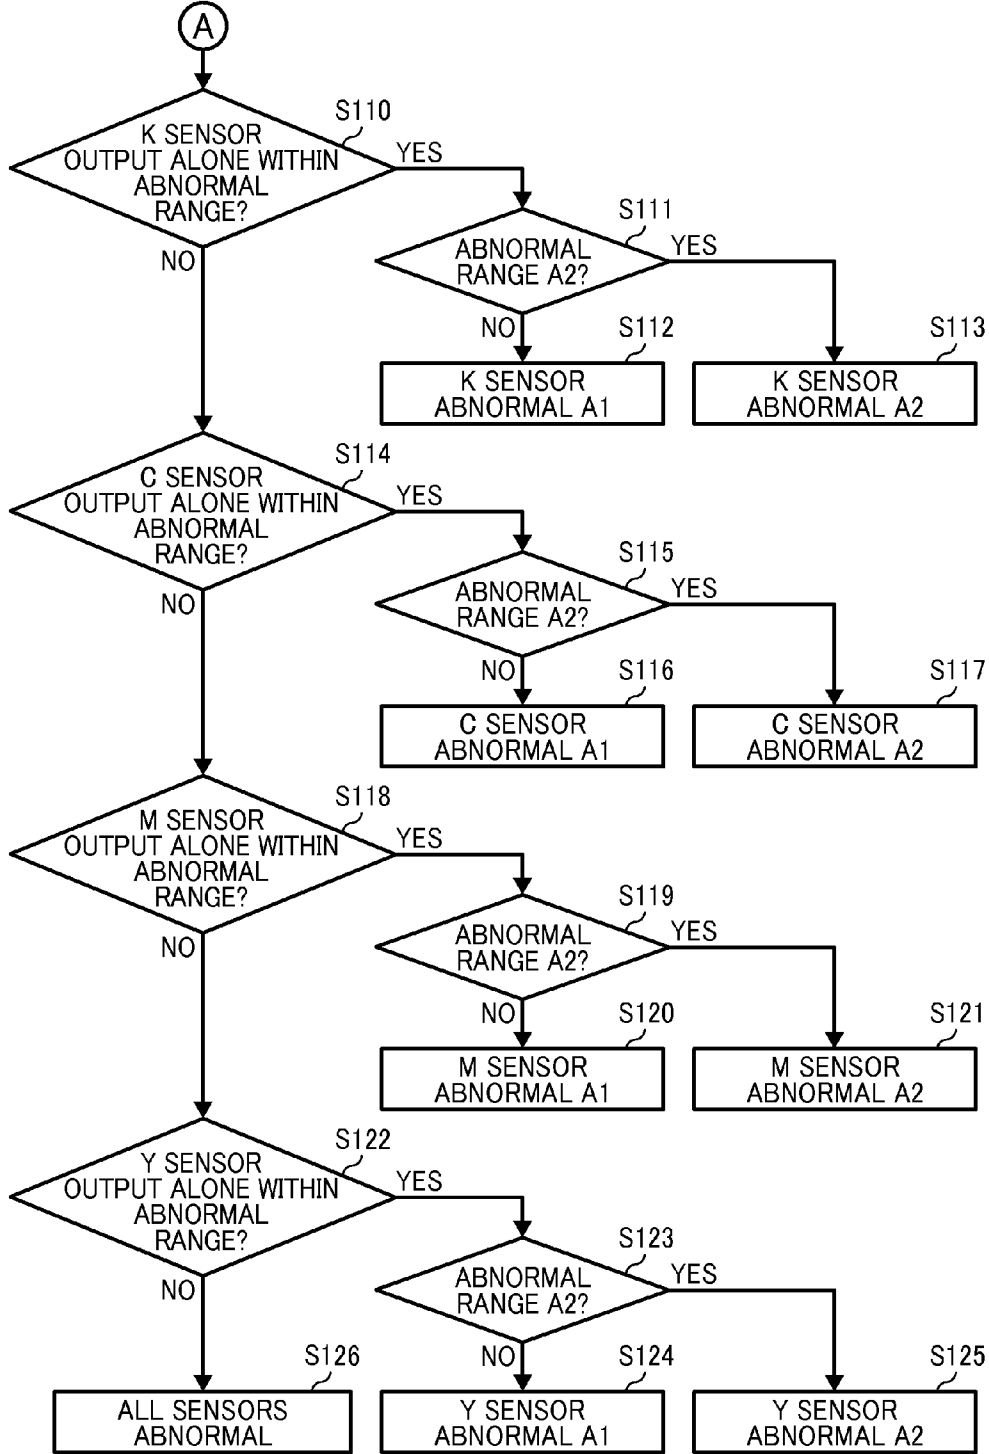 A
S110
K SENSOR
OUTPUT ALONE WITHIN
ABNORMAL
RANGE?
YES
NO
S111
ABNORMAL
RANGE A2?
YES
NO
S112
K SENSOR
ABNORMAL A1
S113
K SENSOR
ABNORMAL A2
S114
C SENSOR
OUTPUT ALONE WITHIN
ABNORMAL
RANGE?
YES
NO
S115
ABNORMAL
RANGE A2?
YES
NO
S116
C SENSOR
ABNORMAL A1
S117
C SENSOR
ABNORMAL A2
S118
M SENSOR
OUTPUT ALONE WITHIN
ABNORMAL
RANGE?
YES
NO
S119
ABNORMAL
RANGE A2?
YES
NO
S120
M SENSOR
ABNORMAL A1
S121
M SENSOR
ABNORMAL A2
S122
Y SENSOR
OUTPUT ALONE WITHIN
ABNORMAL
RANGE?
YES
NO
S123
ABNORMAL
RANGE A2?
YES
NO
S126
ALL SENSORS
ABNORMAL
S124
Y SENSOR
ABNORMAL A1
S125
Y SENSOR
ABNORMAL A2